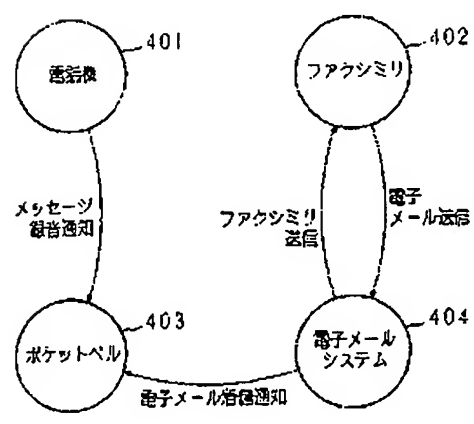 401
電話機
402
ファクシミリ
メッセージ
録音通知
ファクシミリ
送信
電子
メール送信
403
ポケットベル
404
電子メール
システム
電子メール着信通知